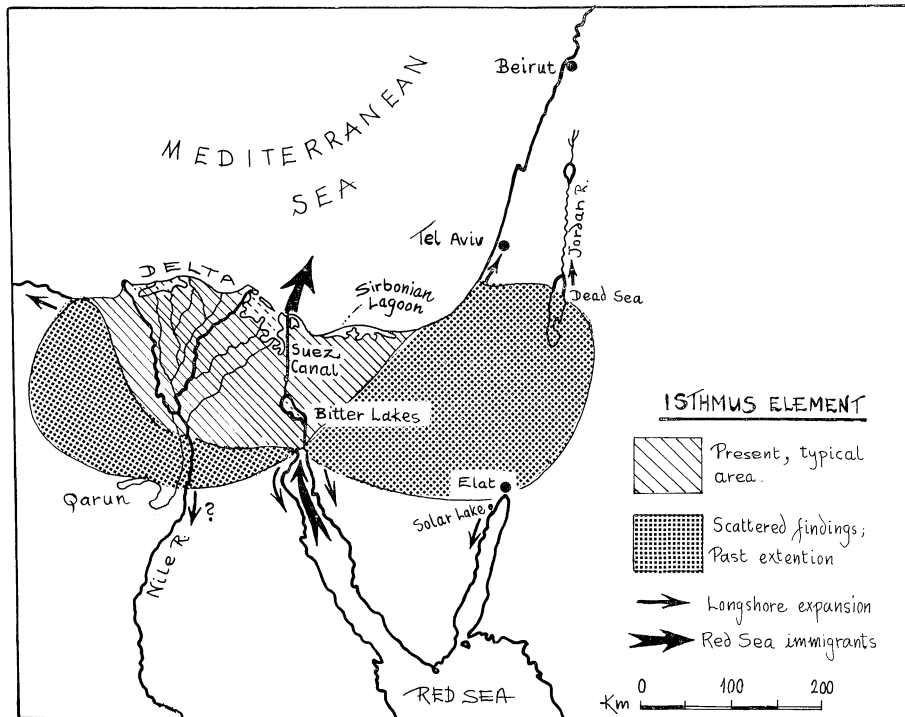 Beirut
MEDITERRANEAN
SEA
Jordan R.
Tel Aviv
DELTA
Sirbonian
Lagoon
Dead Sea
Suez
Canal
Bitter Lakes
Qarun
?
Nile R.
Elat
Solar Lake
RED SEA
ISTHMUS ELEMENT
Present, typical
area.
Scattered findings;
Past extention
Longshore expansion
Red Sea immigrants
Km 0 100 200